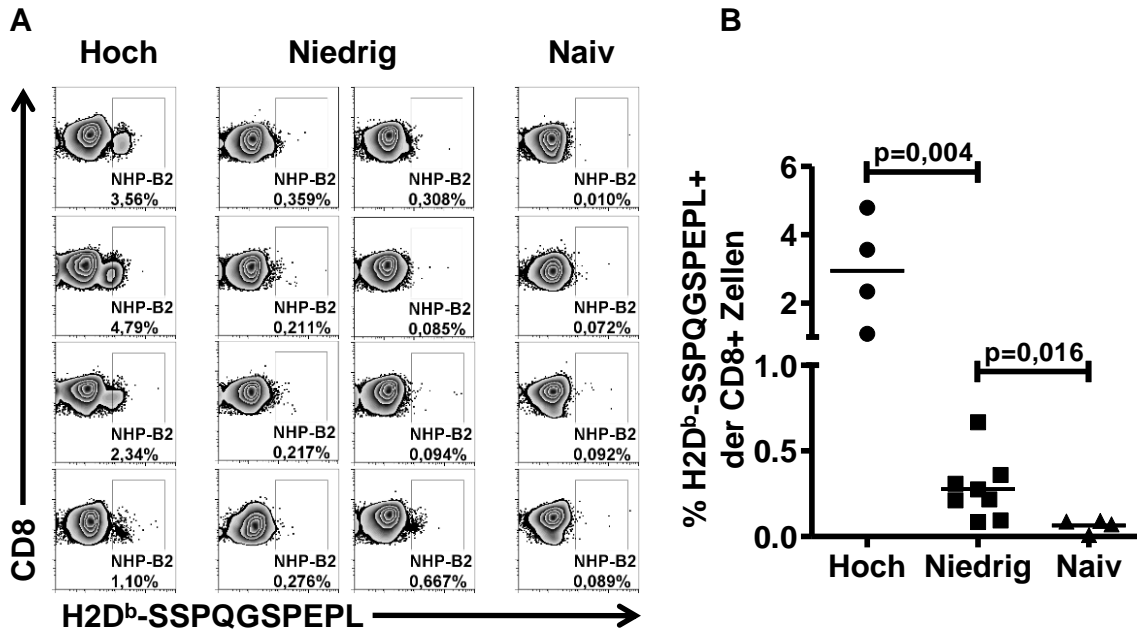 A
B
Hoch
Niedrig
Naiv
NHP-B2
3,56%
NHP-B2
0,359%
NHP-B2
0,308%
NHP-B2
0,010%
NHP-B2
4,79%
NHP-B2
0,211%
NHP-B2
0,085%
NHP-B2
0,072%
NHP-B2
2,34%
NHP-B2
0,217%
NHP-B2
0,094%
NHP-B2
0,092%
NHP-B2
1,10%
NHP-B2
0,276%
NHP-B2
0,667%
NHP-B2
0,089%
CD8
H2Dᵇ-SSPQGSPEPL
% H2Dᵇ-SSPQGSPEPL+
der CD8+ Zellen
6
4
2
1.0
0.5
0.0
p=0,004
p=0,016
Hoch
Niedrig
Naiv